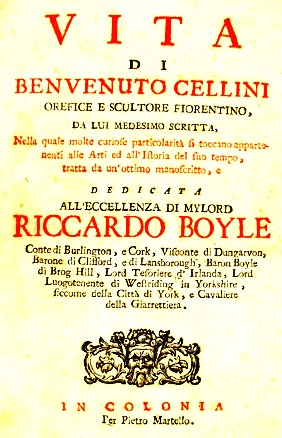 VITA
DI
BENVENUTO CELLINI
OREFICE E SCULTORE FIORENTINO,
DA LUI MEDESIMO SCRITTA,
Nella quale molte curiose particolarità si toccano apparte-
nenti alle Arti ed all'Istoria del suo tempo,
tratta da un'ottimo manoscritto, e
DEDICATA
ALL'ECCELLENZA DI MYLORD
RICCARDO BOYLE
Conte di Burlington, e Cork, Visconte di Dungarvon,
Barone di Clifford, e di Lansborough, Baron Boyle
di Brog Hill, Lord Tesoriere d'Irlanda, Lord
Luogotenente di Westriding in Yorkshire,
siccome della Città di York, e Cavaliere
della Giarrettiera.
IN COLONIA
Per Pietro Martello.